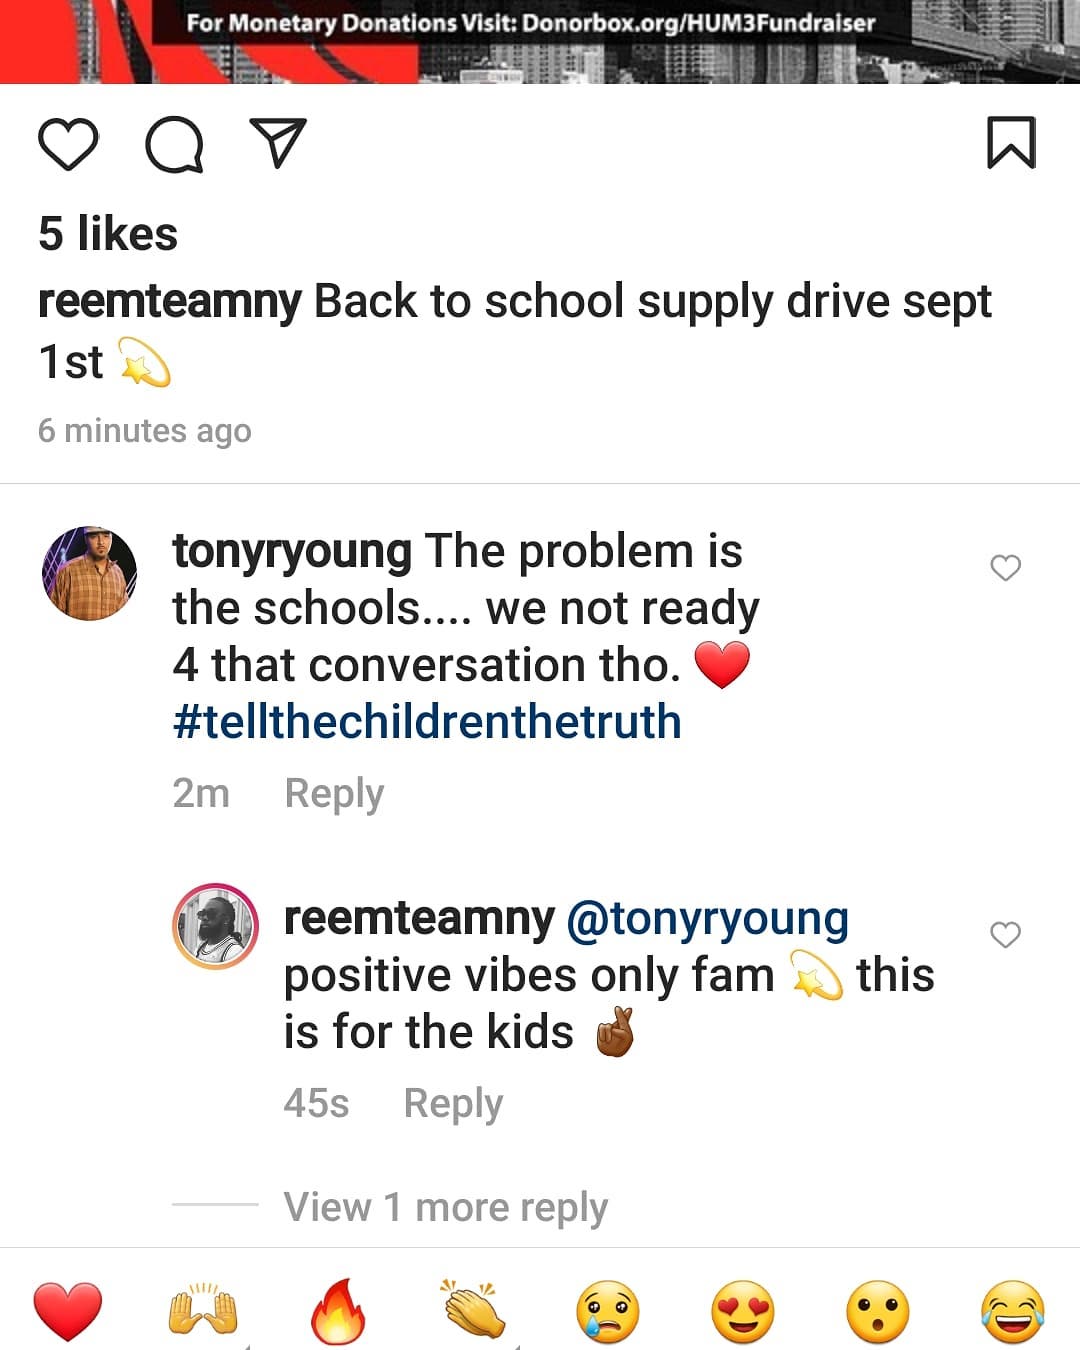 For Monetary Donations Visit: Donorbox.org/HUM3Fundraiser
5 likes
reemteamny Back to school supply drive sept
1st 💫
6 minutes ago
tonyryoung The problem is
the schools.... we not ready
4 that conversation tho. ❤️
#tellthechildrenthetruth
2m Reply
reemteamny @tonyryoung
positive vibes only fam 💫 this
is for the kids 🤞🏾
45s Reply
View 1 more reply